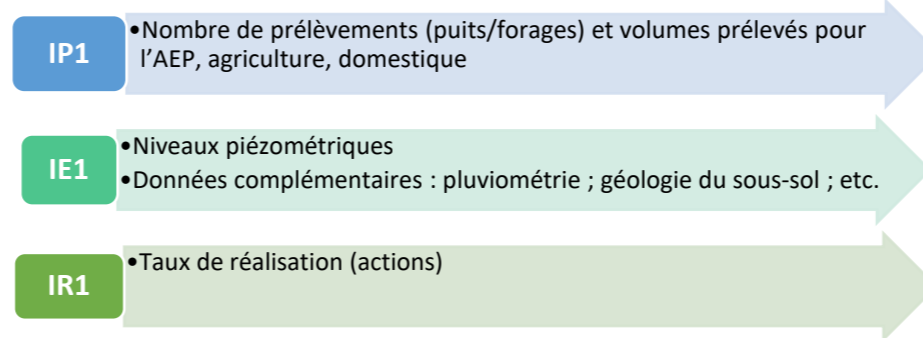 IP1
•Nombre de prélèvements (puits/forages) et volumes prélevés pour
l’AEP, agriculture, domestique
IE1
•Niveaux piézométriques
•Données complémentaires : pluviométrie ; géologie du sous-sol ; etc.
IR1
•Taux de réalisation (actions)